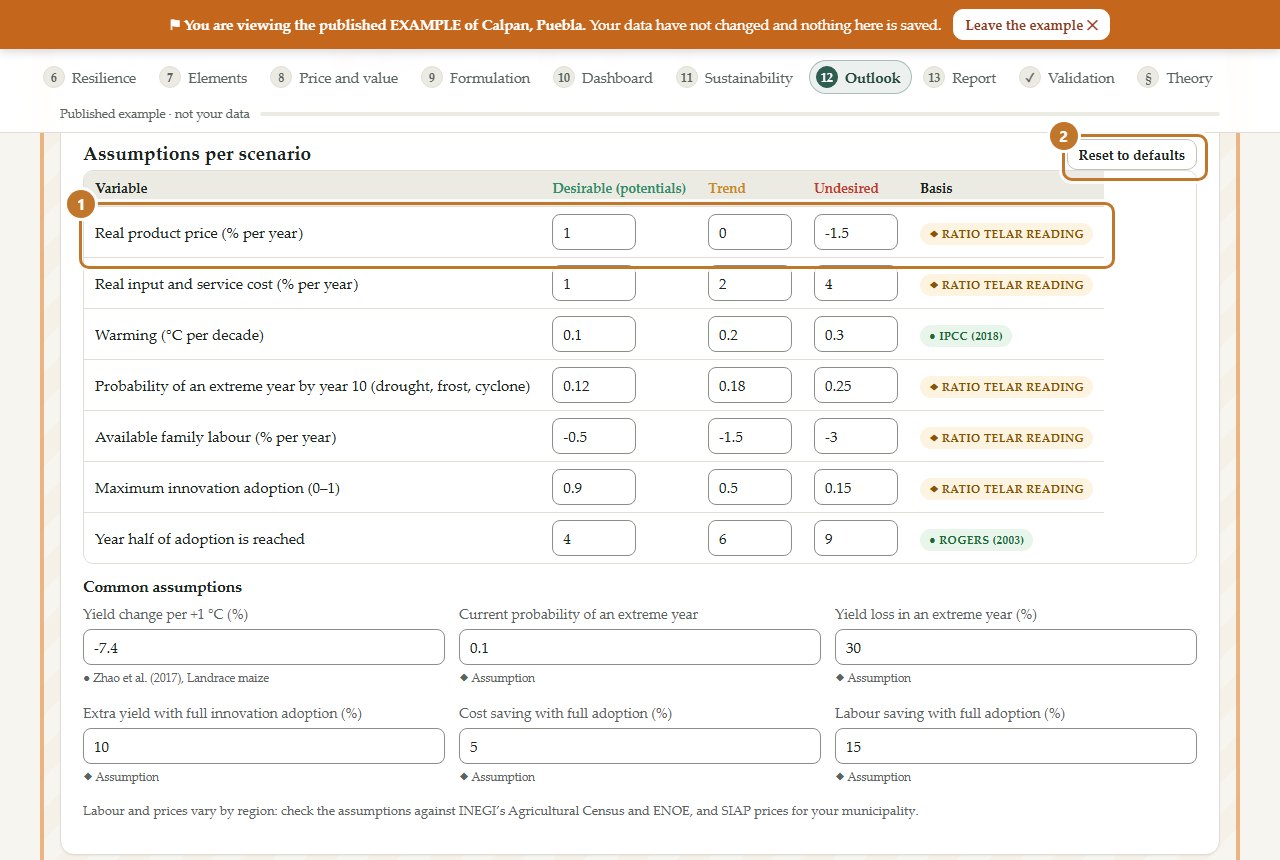 ⚑ You are viewing the published EXAMPLE of Calpan, Puebla. Your data have not changed and nothing here is saved. Leave the example ✕
6 Resilience 7 Elements 8 Price and value 9 Formulation 10 Dashboard 11 Sustainability 12 Outlook 13 Report ✓ Validation § Theory
Published example · not your data
2
Assumptions per scenario Reset to defaults
Variable Desirable (potentials) Trend Undesired Basis
1
Real product price (% per year) 1 0 -1.5 ◆ RATIO TELAR READING
Real input and service cost (% per year) 1 2 4 ◆ RATIO TELAR READING
Warming (°C per decade) 0.1 0.2 0.3 ● IPCC (2018)
Probability of an extreme year by year 10 (drought, frost, cyclone) 0.12 0.18 0.25 ◆ RATIO TELAR READING
Available family labour (% per year) -0.5 -1.5 -3 ◆ RATIO TELAR READING
Maximum innovation adoption (0–1) 0.9 0.5 0.15 ◆ RATIO TELAR READING
Year half of adoption is reached 4 6 9 ● ROGERS (2003)
Common assumptions
Yield change per +1 °C (%) Current probability of an extreme year Yield loss in an extreme year (%)
-7.4 0.1 30
● Zhao et al. (2017), Landrace maize ◆ Assumption ◆ Assumption
Extra yield with full innovation adoption (%) Cost saving with full adoption (%) Labour saving with full adoption (%)
10 5 15
◆ Assumption ◆ Assumption ◆ Assumption
Labour and prices vary by region: check the assumptions against INEGI’s Agricultural Census and ENOE, and SIAP prices for your municipality.